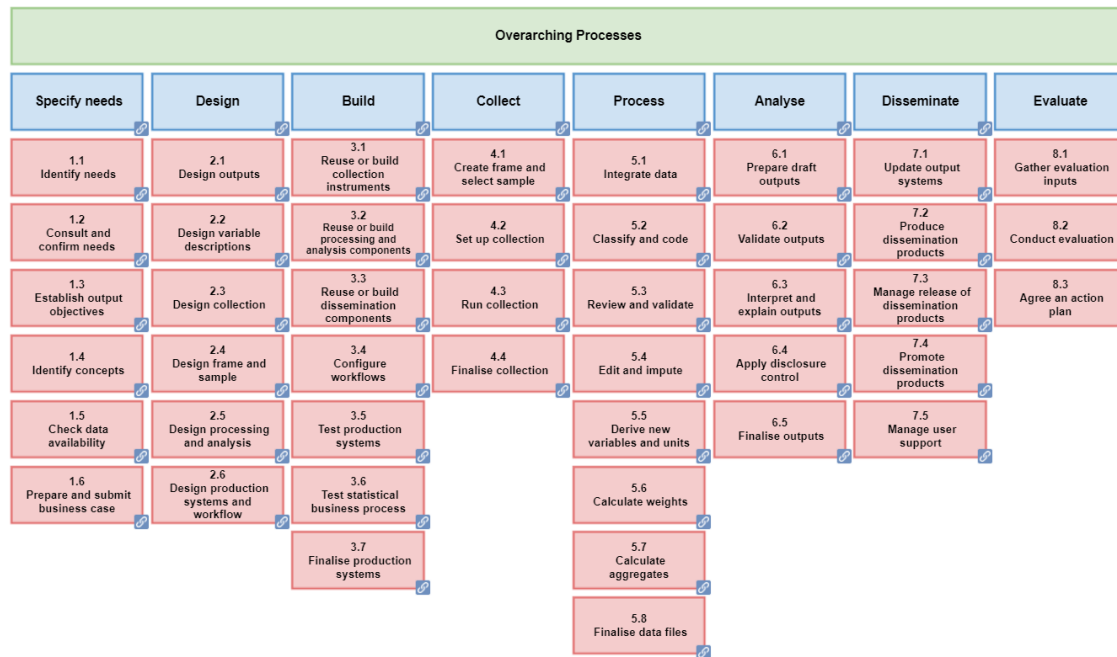 Overarching Processes
Specify needs
Design
Build
Collect
Process
Analyse
Disseminate
Evaluate
1.1
Identify needs
1.2
Consult and
confirm needs
1.3
Establish output
objectives
1.4
Identify concepts
1.5
Check data
availability
1.6
Prepare and submit
business case
2.1
Design outputs
2.2
Design variable
descriptions
2.3
Design collection
2.4
Design frame and
sample
2.5
Design processing
and analysis
2.6
Design production
systems and
workflow
3.1
Reuse or build
collection
instruments
3.2
Reuse or build
processing and
analysis components
3.3
Reuse or build
dissemination
components
3.4
Configure
workflows
3.5
Test production
systems
3.6
Test statistical
business process
3.7
Finalise production
systems
4.1
Create frame and
select sample
4.2
Set up collection
4.3
Run collection
4.4
Finalise collection
5.1
Integrate data
5.2
Classify and code
5.3
Review and validate
5.4
Edit and impute
5.5
Derive new
variables and units
5.6
Calculate weights
5.7
Calculate
aggregates
5.8
Finalise data files
6.1
Prepare draft
outputs
6.2
Validate outputs
6.3
Interpret and
explain outputs
6.4
Apply disclosure
control
6.5
Finalise outputs
7.1
Update output
systems
7.2
Produce
dissemination
products
7.3
Manage release of
dissemination
products
7.4
Promote
dissemination
products
7.5
Manage user
support
8.1
Gather evaluation
inputs
8.2
Conduct evaluation
8.3
Agree an action
plan